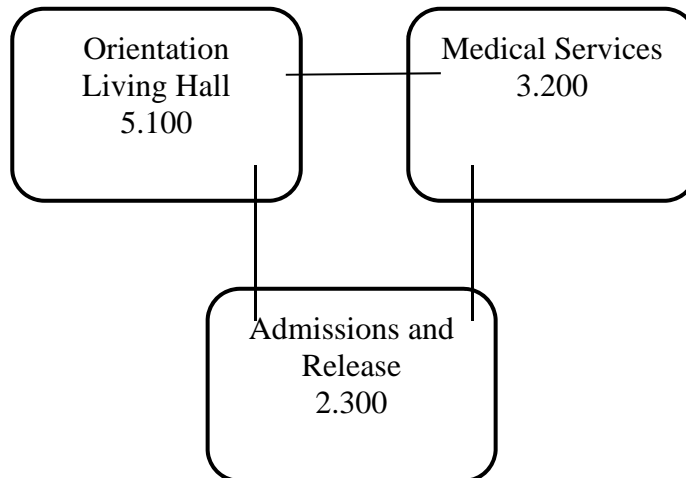 Orientation
Living Hall
5.100
Medical Services
3.200
Admissions and
Release
2.300